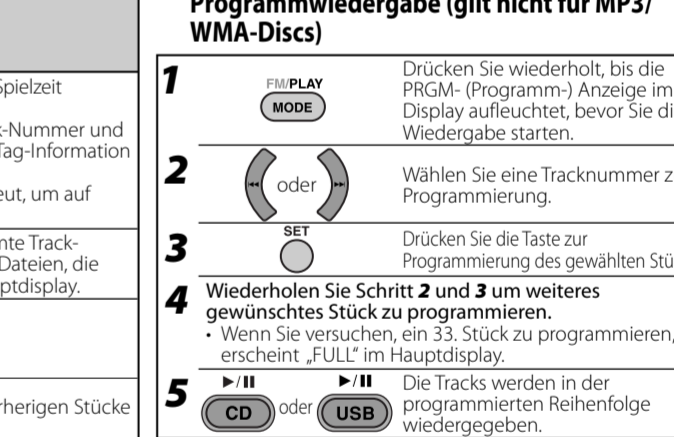 Programmwiedergabe (gilt nicht für MP3/
WMA-Discs)
Spielzeit
k-Nummer und
Tag-Information
eut, um auf
mte Track-
Dateien, die
ptdisplay.
rherigen Stücke
1
FM/PLAY
MODE
Drücken Sie wiederholt, bis die
PRGM- (Programm-) Anzeige im
Display aufleuchtet, bevor Sie di
Wiedergabe starten.
2
oder
Wählen Sie eine Tracknummer z
Programmierung.
3
SET
Drücken Sie die Taste zur
Programmierung des gewählten Stü
4
Wiederholen Sie Schritt 2 und 3 um weiteres
gewünschtes Stück zu programmieren.
• Wenn Sie versuchen, ein 33. Stück zu programmieren,
erscheint „FULL“ im Hauptdisplay.
5
CD
oder
USB
Die Tracks werden in der
programmierten Reihenfolge
wiedergegeben.